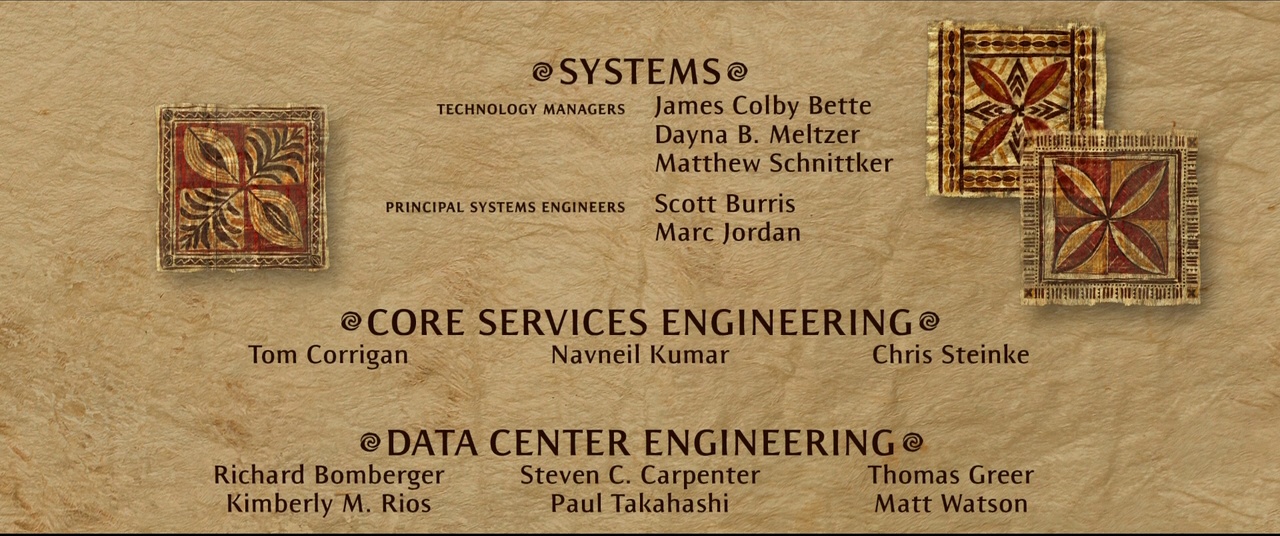 SYSTEMS
TECHNOLOGY MANAGERS James Colby Bette
Dayna B. Meltzer
Matthew Schnittker
PRINCIPAL SYSTEMS ENGINEERS Scott Burris
Marc Jordan
CORE SERVICES ENGINEERING
Tom Corrigan Navneil Kumar Chris Steinke
DATA CENTER ENGINEERING
Richard Bomberger Steven C. Carpenter Thomas Greer
Kimberly M. Rios Paul Takahashi Matt Watson